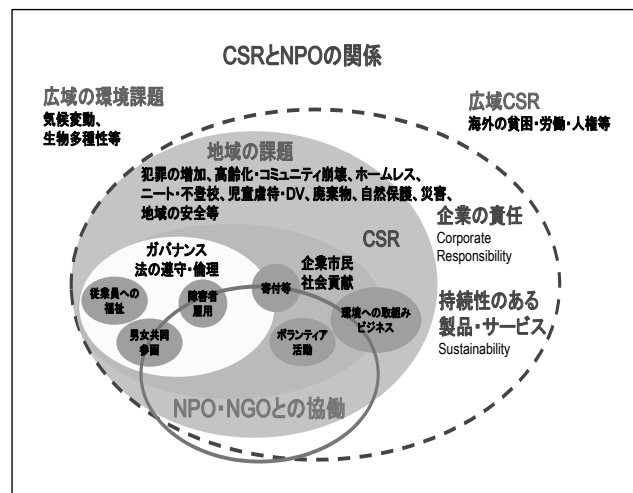 CSRとNPOの関係
広域の環境課題
気候変動、
生物多種性等
広域CSR
海外の貧困・労働・人権等
地域の課題
犯罪の増加、高齢化・コミュニティ崩壊、ホームレス、
ニート・不登校、児童虐待・DV、廃棄物、自然保護、災害、
地域の安全等
企業の責任
Corporate
Responsibility
CSR
ガバナンス
法の遵守・倫理
企業市民
社会貢献
従業員への
福祉
障害者
雇用
寄付等
環境への取組み
ビジネス
持続性のある
製品・サービス
Sustainability
男女共同
参画
ボランティア
活動
NPO・NGOとの協働